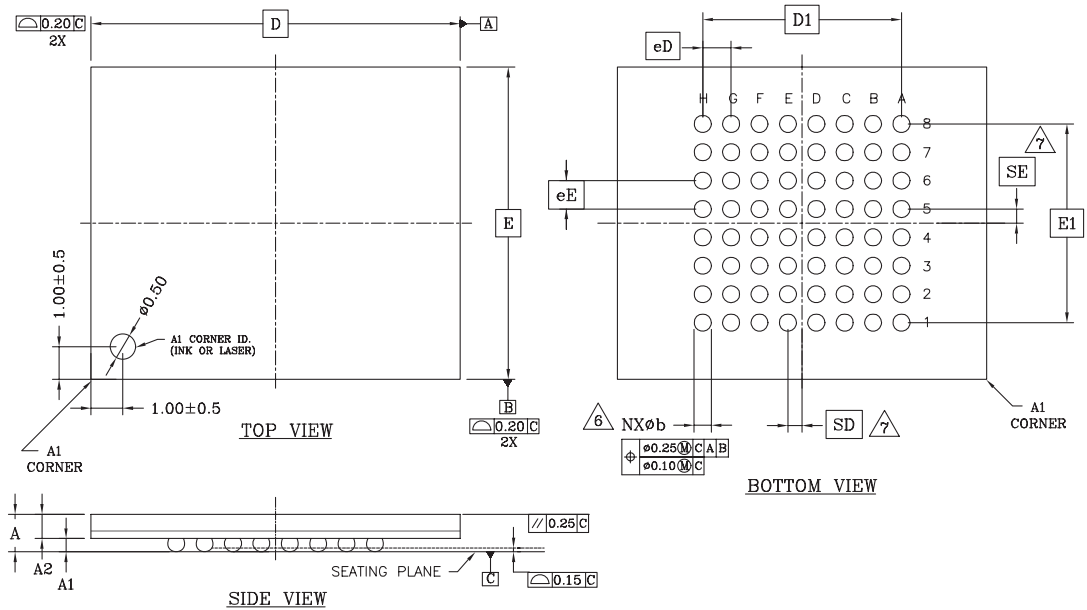 ⌓ 0.20 C
2X
D
A
E
1.00±0.5
ø0.50
A1 CORNER ID.
(INK OR LASER)
1.00±0.5
A1
CORNER
TOP VIEW
B
⌓ 0.20 C
2X
D1
eD
H G F E D C B A
8
7
6
5
4
3
2
1
7
SE
eE
E1
6
NXøb
⌖ ø0.25Ⓜ C A B
ø0.10Ⓜ C
SD
7
A1
CORNER
BOTTOM VIEW
A
A2
A1
// 0.25 C
SEATING PLANE
C
⌓ 0.15 C
SIDE VIEW